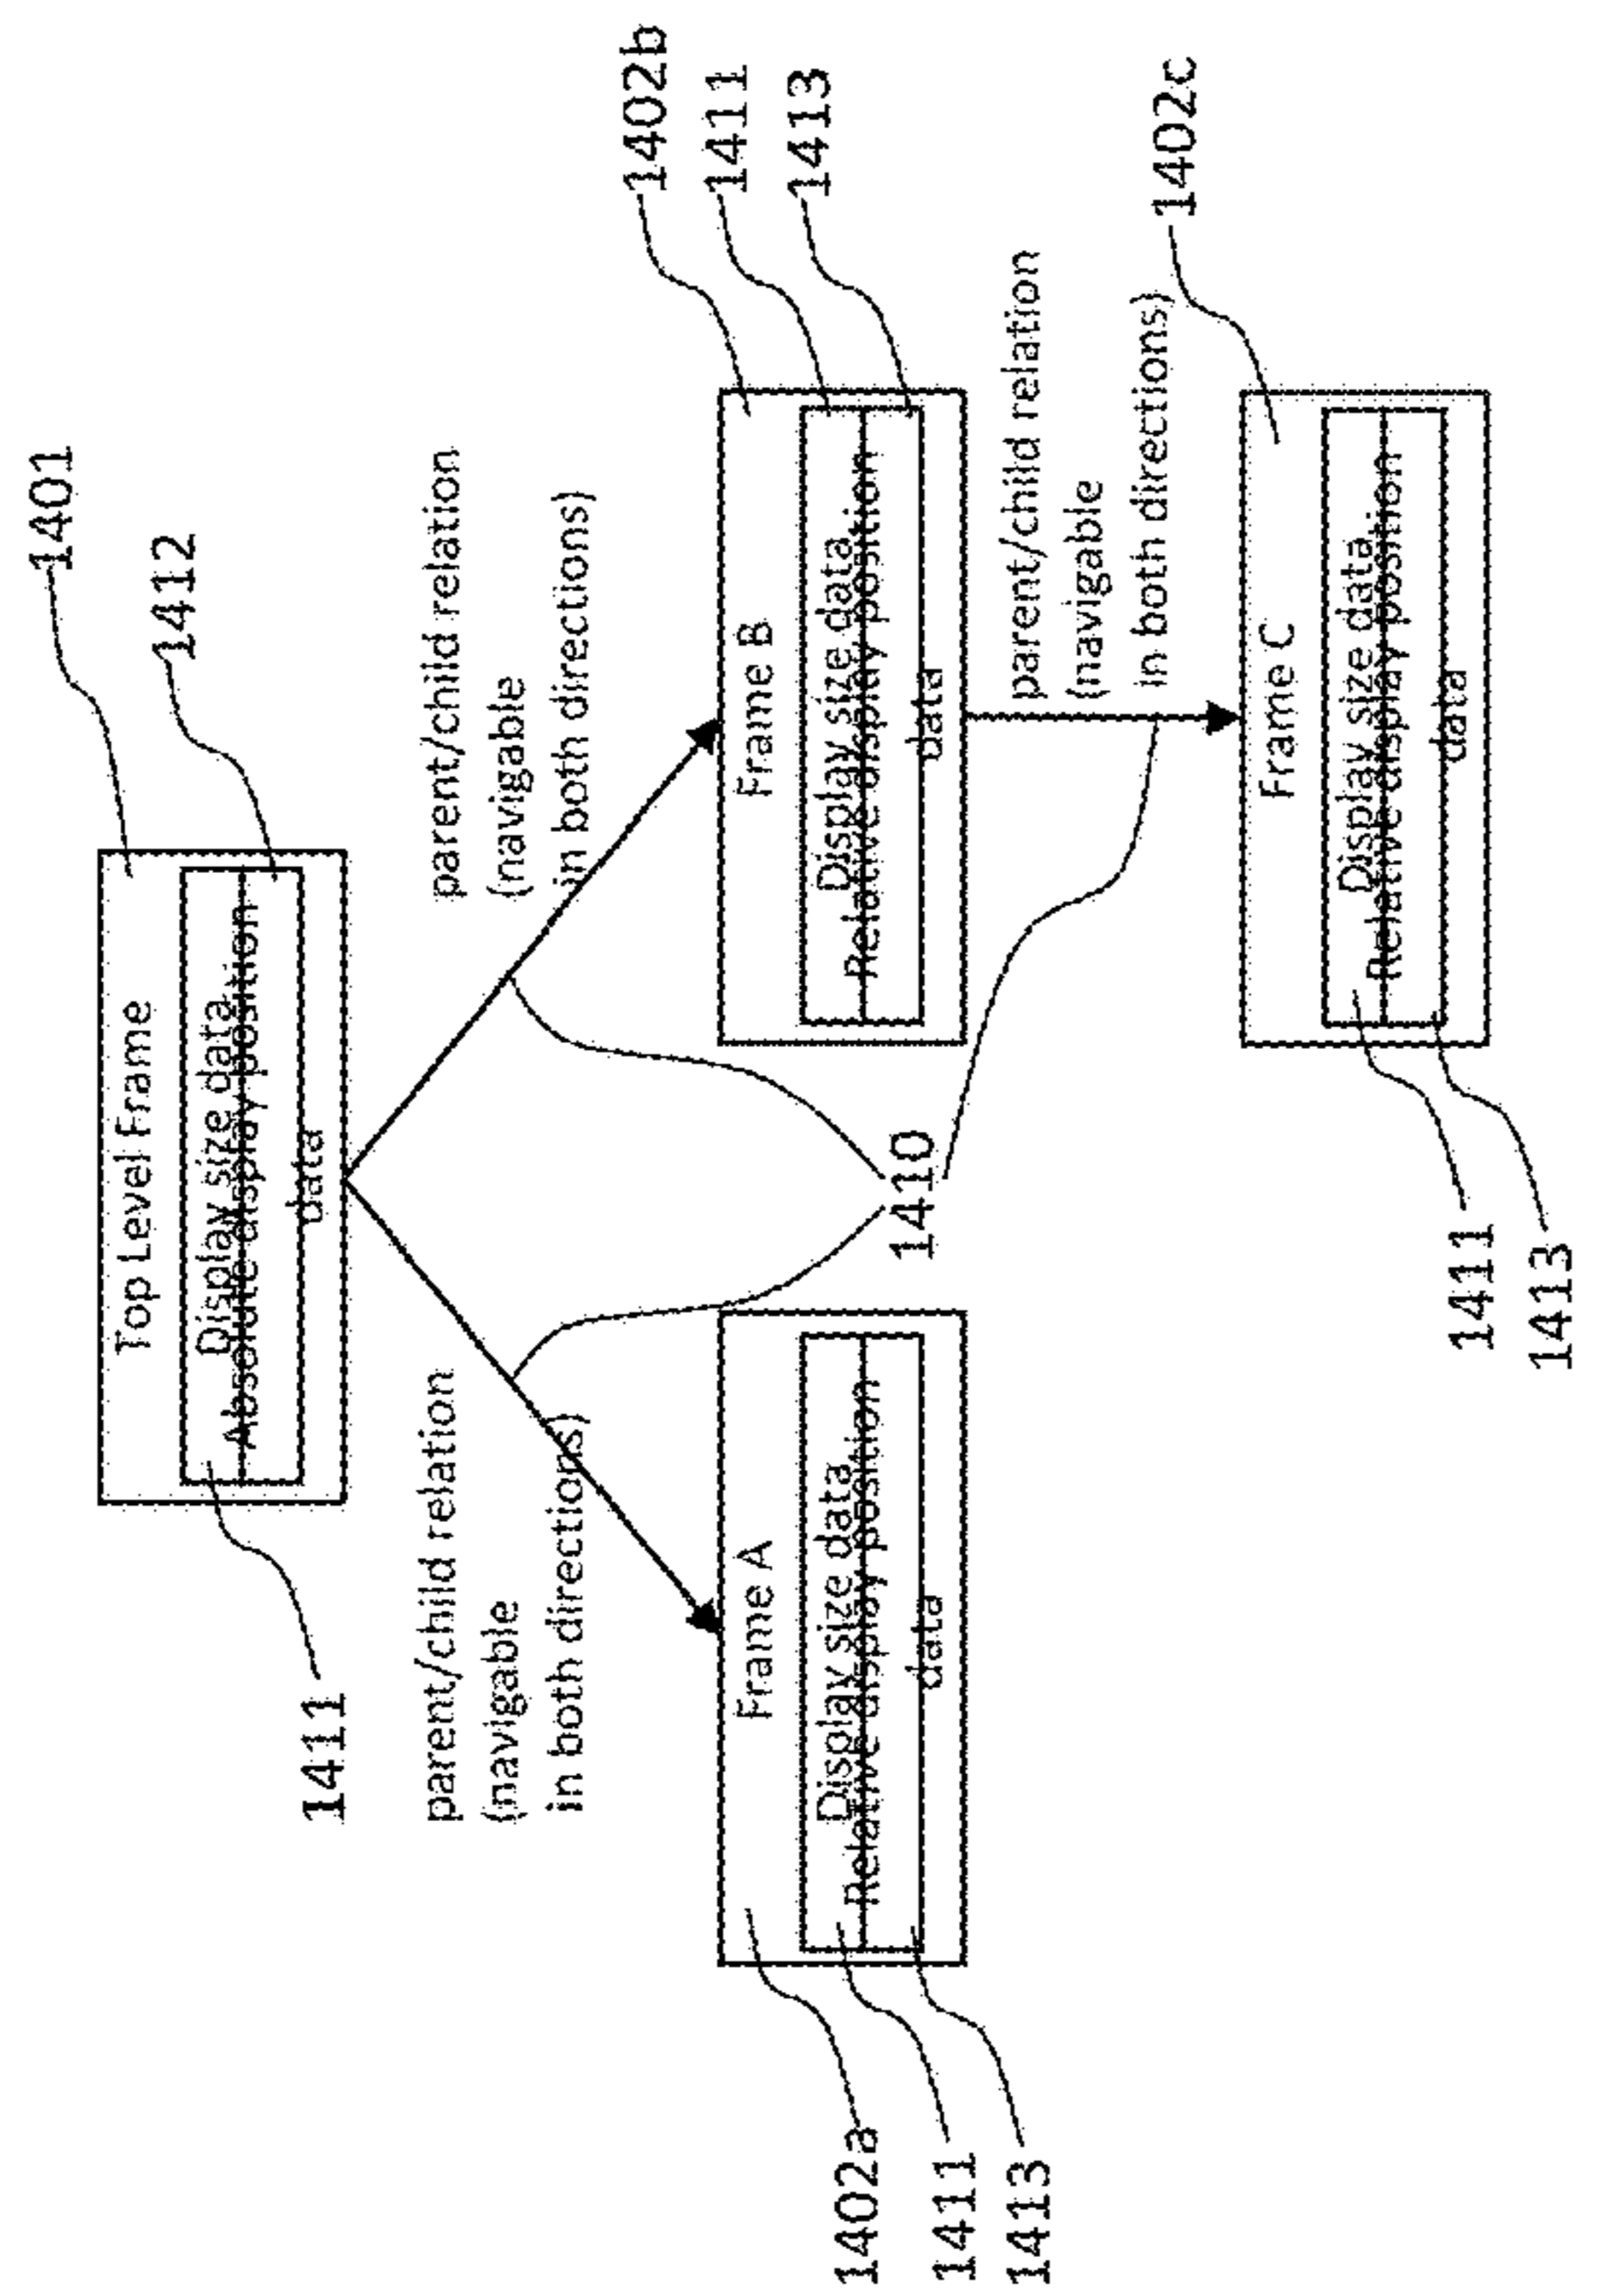 1401
1412
Top Level Frame
Display size data
Absolute display position
data
1411
parent/child relation
(navigable
in both directions)
parent/child relation
(navigable
in both directions)
1402b
1411
1413
Frame A
Display size data
Relative display position
data
Frame B
Display size data
Relative display position
data
1402a
1411
1413
1410
parent/child relation
(navigable
in both directions)
1402c
Frame C
Display size data
Relative display position
data
1411
1413